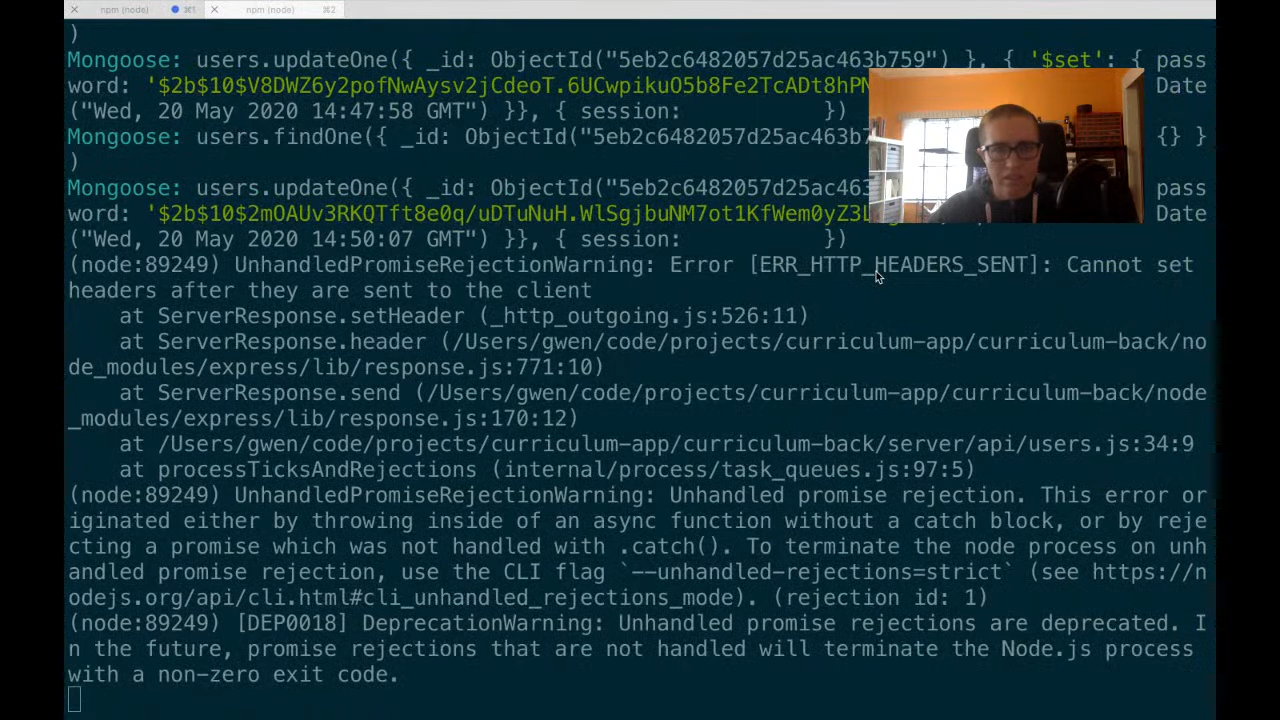 npm (node) ⌘1 npm (node) ⌘2
)
Mongoose: users.updateOne({ _id: ObjectId("5eb2c6482057d25ac463b759") }, { '$set': { pass
word: '$2b$10$V8DWZ6y2pofNwAysv2jCdeoT.6UCwpikuO5b8Fe2TcADt8hPN Date
("Wed, 20 May 2020 14:47:58 GMT") }}, { session: })
Mongoose: users.findOne({ _id: ObjectId("5eb2c6482057d25ac463b7 {} }
)
Mongoose: users.updateOne({ _id: ObjectId("5eb2c6482057d25ac463 pass
word: '$2b$10$2mOAUv3RKQTft8e0q/uDTuNuH.WlSgjbuNM7ot1KfWem0yZ3L Date
("Wed, 20 May 2020 14:50:07 GMT") }}, { session: })
(node:89249) UnhandledPromiseRejectionWarning: Error [ERR_HTTP_HEADERS_SENT]: Cannot set
headers after they are sent to the client
at ServerResponse.setHeader (_http_outgoing.js:526:11)
at ServerResponse.header (/Users/gwen/code/projects/curriculum-app/curriculum-back/no
de_modules/express/lib/response.js:771:10)
at ServerResponse.send (/Users/gwen/code/projects/curriculum-app/curriculum-back/node
_modules/express/lib/response.js:170:12)
at /Users/gwen/code/projects/curriculum-app/curriculum-back/server/api/users.js:34:9
at processTicksAndRejections (internal/process/task_queues.js:97:5)
(node:89249) UnhandledPromiseRejectionWarning: Unhandled promise rejection. This error or
iginated either by throwing inside of an async function without a catch block, or by reje
cting a promise which was not handled with .catch(). To terminate the node process on unh
andled promise rejection, use the CLI flag `--unhandled-rejections=strict` (see https://n
odejs.org/api/cli.html#cli_unhandled_rejections_mode). (rejection id: 1)
(node:89249) [DEP0018] DeprecationWarning: Unhandled promise rejections are deprecated. I
n the future, promise rejections that are not handled will terminate the Node.js process
with a non-zero exit code.